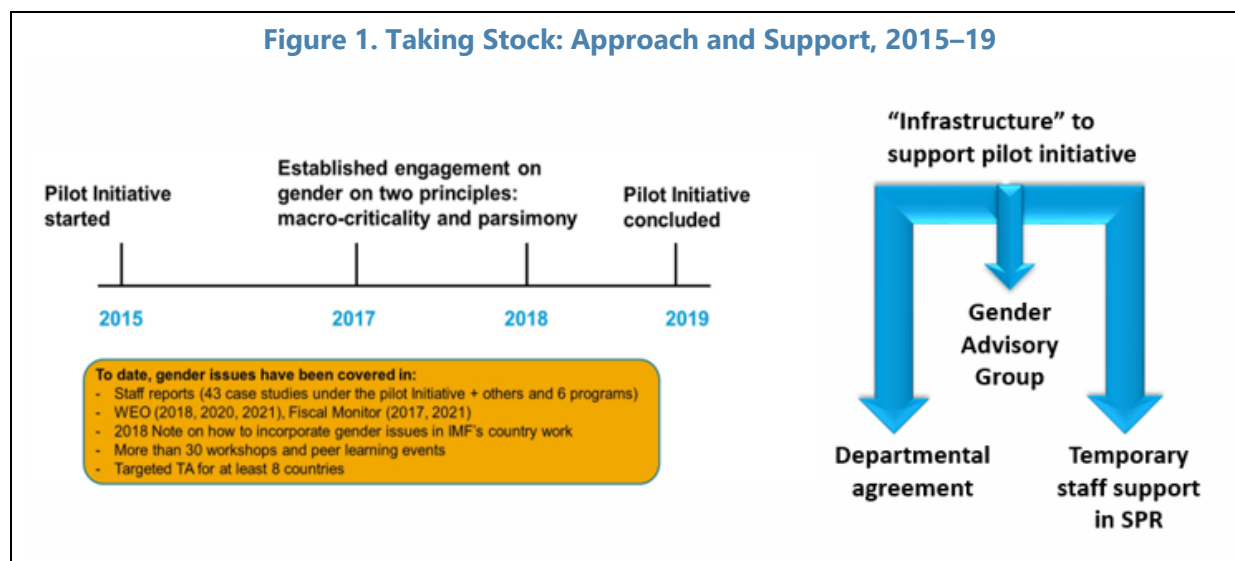 Figure 1. Taking Stock: Approach and Support, 2015–19
Pilot Initiative
started
Established engagement on
gender on two principles:
macro-criticality and parsimony
Pilot Initiative
concluded
2015
2017
2018
2019
To date, gender issues have been covered in:
- Staff reports (43 case studies under the pilot Initiative + others and 6 programs)
- WEO (2018, 2020, 2021), Fiscal Monitor (2017, 2021)
- 2018 Note on how to incorporate gender issues in IMF's country work
- More than 30 workshops and peer learning events
- Targeted TA for at least 8 countries
“Infrastructure” to
support pilot initiative
Gender
Advisory
Group
Departmental
agreement
Temporary
staff support
in SPR